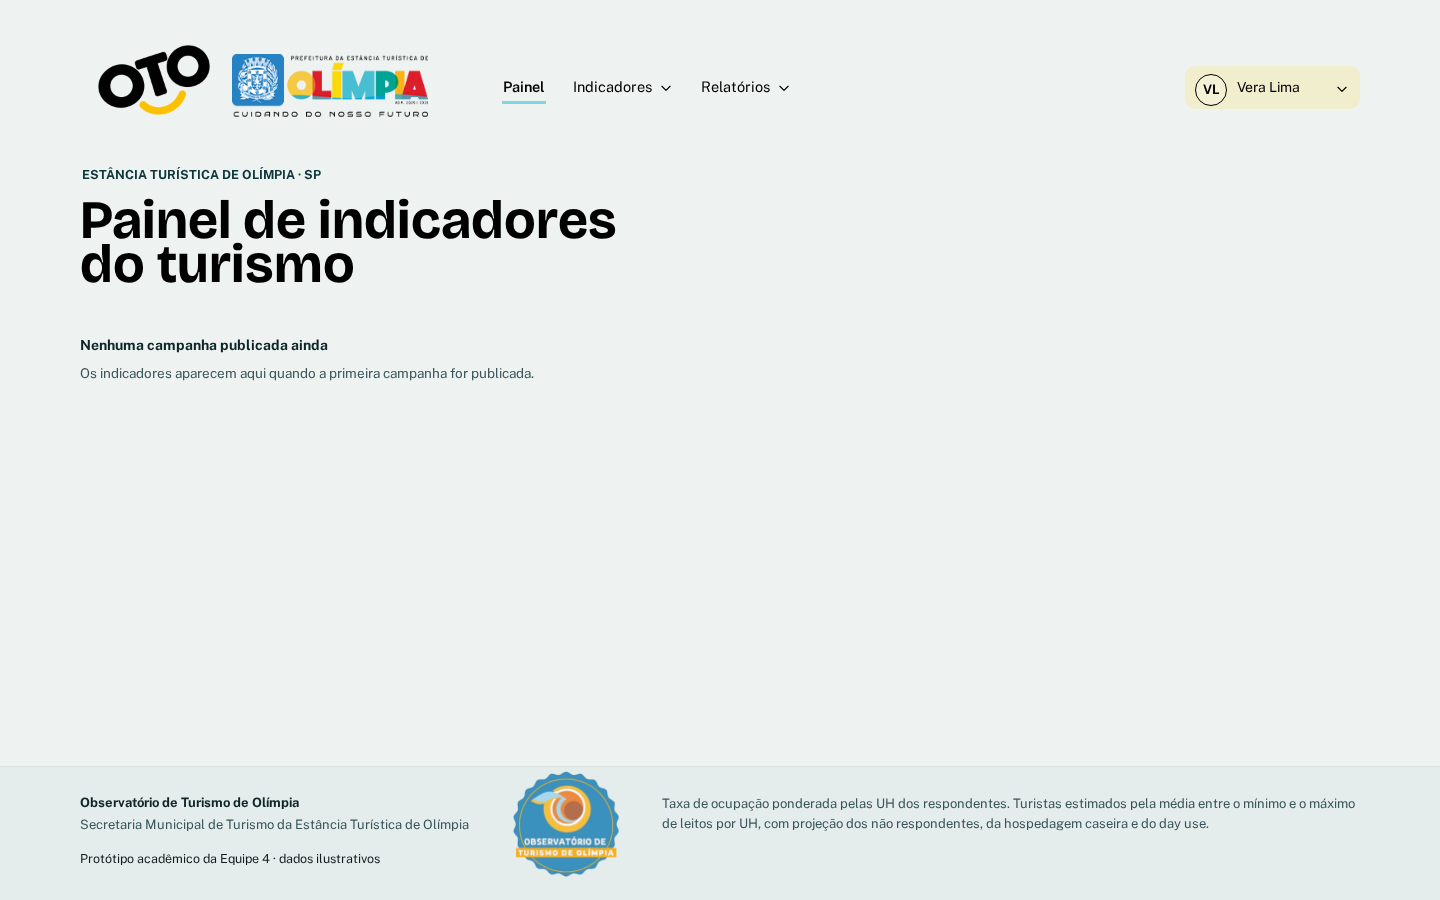 OTO
PREFEITURA DA ESTÂNCIA TURÍSTICA DE
OLÍMPIA
CUIDANDO DO NOSSO FUTURO
Painel
Indicadores
Relatórios
VL
Vera Lima
ESTÂNCIA TURÍSTICA DE OLÍMPIA · SP
Painel de indicadores
do turismo
Nenhuma campanha publicada ainda
Os indicadores aparecem aqui quando a primeira campanha for publicada.
Observatório de Turismo de Olímpia
Secretaria Municipal de Turismo da Estância Turística de Olímpia
Protótipo acadêmico da Equipe 4 · dados ilustrativos
OBSERVATÓRIO DE
TURISMO DE OLÍMPIA
Taxa de ocupação ponderada pelas UH dos respondentes. Turistas estimados pela média entre o mínimo e o máximo
de leitos por UH, com projeção dos não respondentes, da hospedagem caseira e do day use.